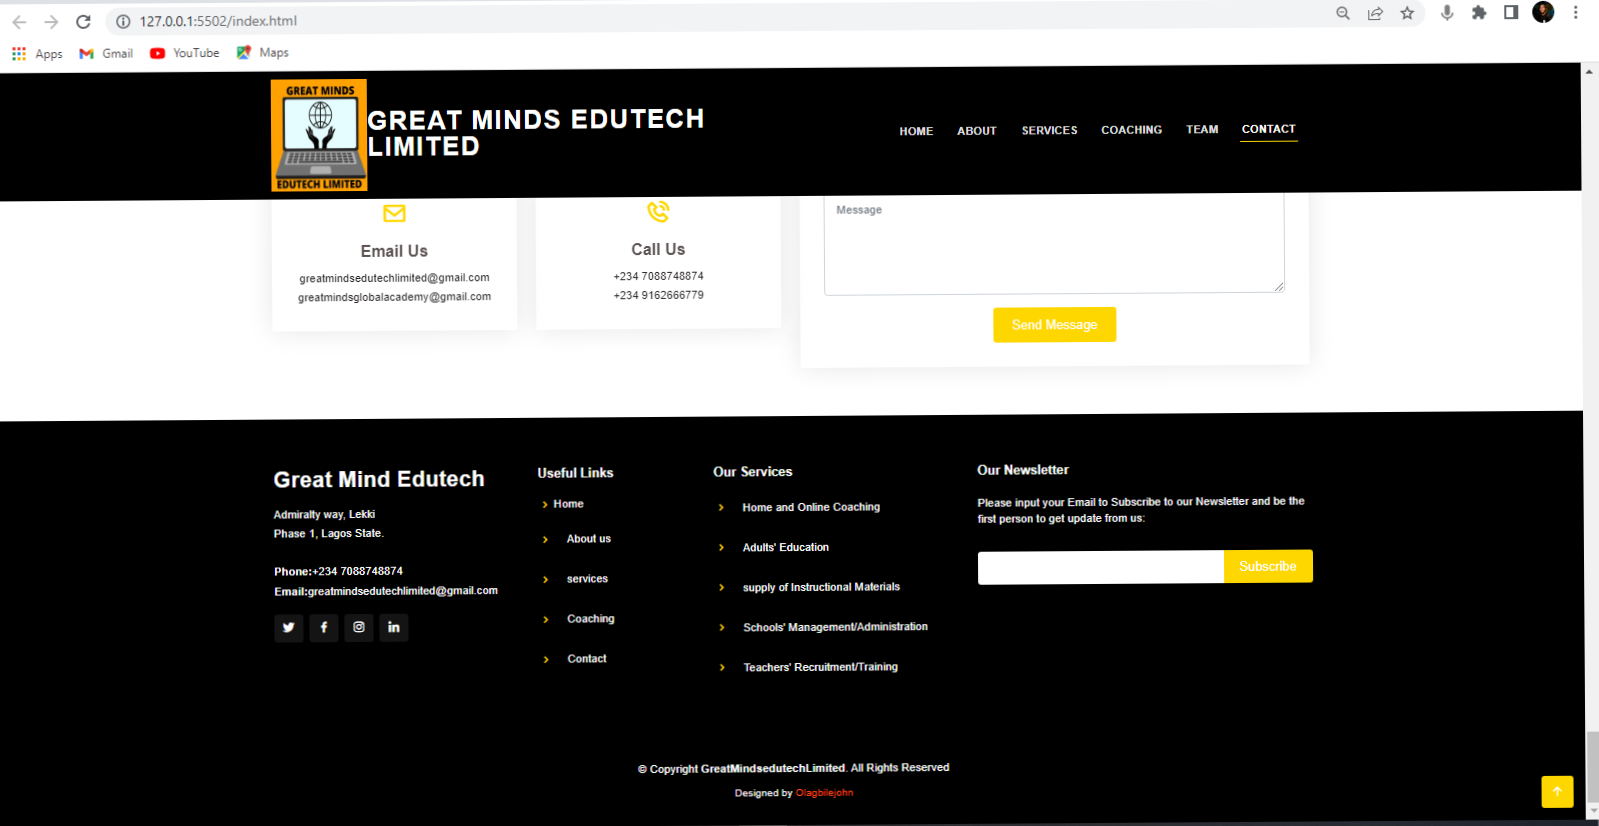 127.0.0.1:5502/index.html
Apps Gmail YouTube Maps
GREAT MINDS
EDUTECH LIMITED
GREAT MINDS EDUTECH
LIMITED
HOME ABOUT SERVICES COACHING TEAM CONTACT
Email Us
greatmindsedutechlimited@gmail.com
greatmindsglobalacademy@gmail.com
Call Us
+234 7088748874
+234 9162666779
Message
Send Message
Great Mind Edutech
Admiralty way, Lekki
Phase 1, Lagos State.
Phone:+234 7088748874
Email:greatmindsedutechlimited@gmail.com
Useful Links
Home
About us
services
Coaching
Contact
Our Services
Home and Online Coaching
Adults' Education
supply of Instructional Materials
Schools' Management/Administration
Teachers' Recruitment/Training
Our Newsletter
Please input your Email to Subscribe to our Newsletter and be the
first person to get update from us:
Subscribe
© Copyright GreatMindsedutechLimited. All Rights Reserved
Designed by Olagbilejohn